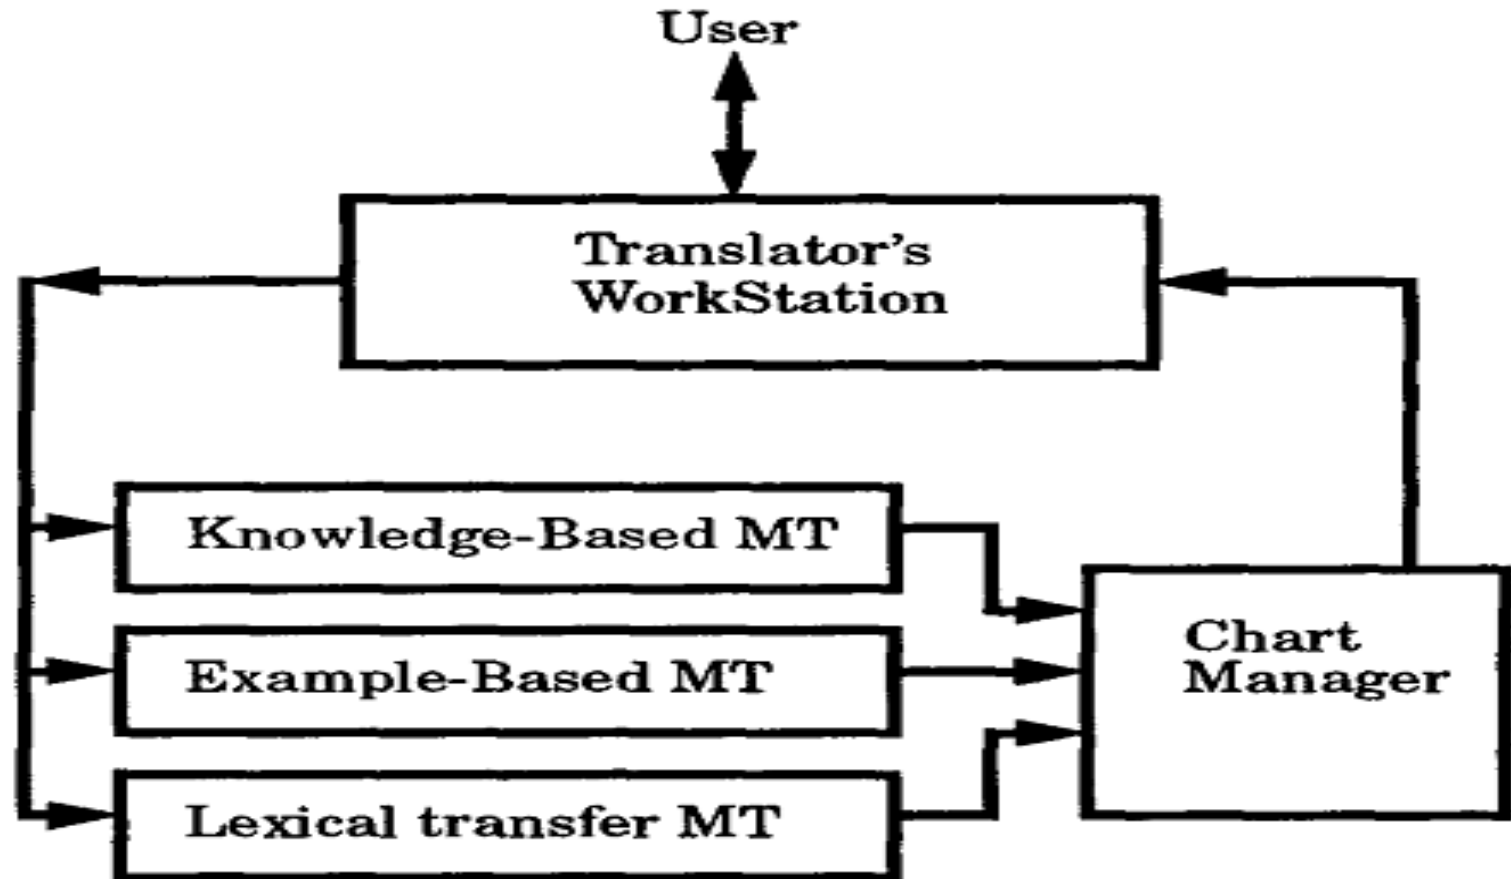 User
Translator's
WorkStation
Knowledge-Based MT
Example-Based MT
Lexical transfer MT
Chart
Manager